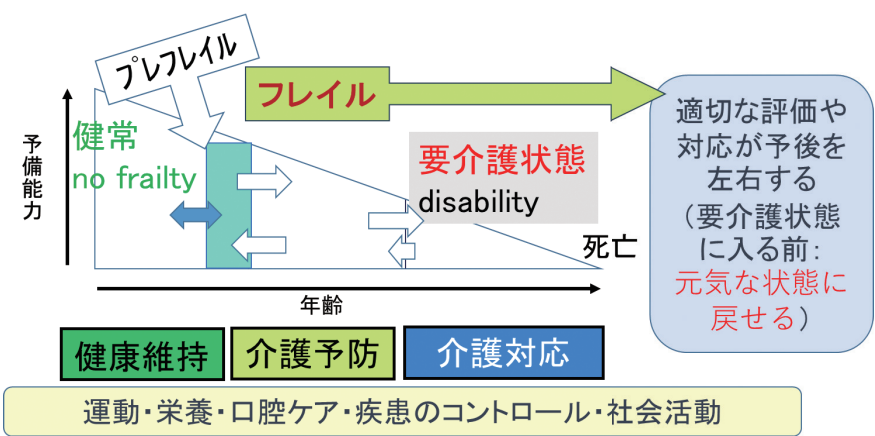 プレフレイル
フレイル
適切な評価や
対応が予後を
左右する
（要介護状態
に入る前：
元気な状態に
戻せる）
予備能力
健常
no frailty
要介護状態
disability
死亡
年齢
健康維持
介護予防
介護対応
運動・栄養・口腔ケア・疾患のコントロール・社会活動